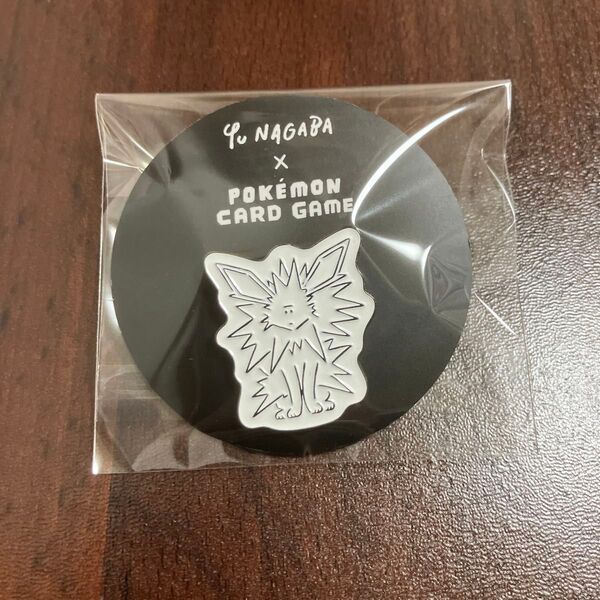 Yu NAGABA
X
POKÉMON
CARD GAME